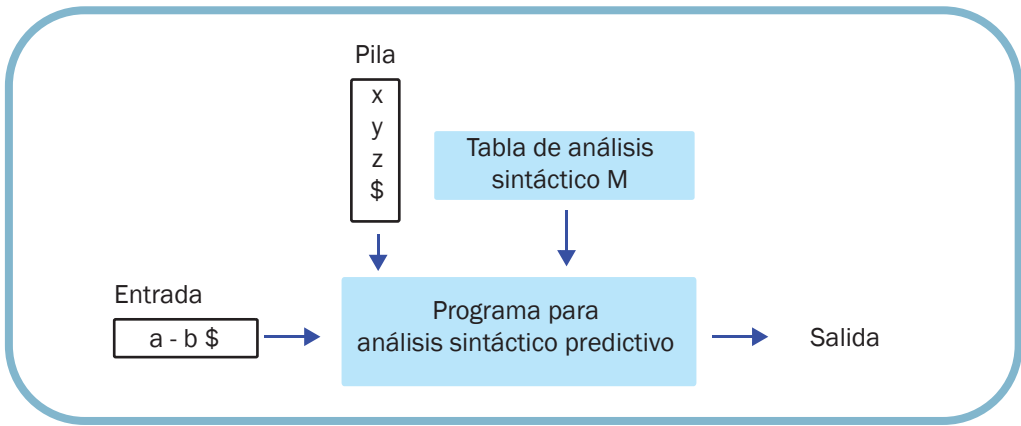 Pila
x
y
z
$
Tabla de análisis
sintáctico M
Entrada
a - b $
Programa para
análisis sintáctico predictivo
Salida